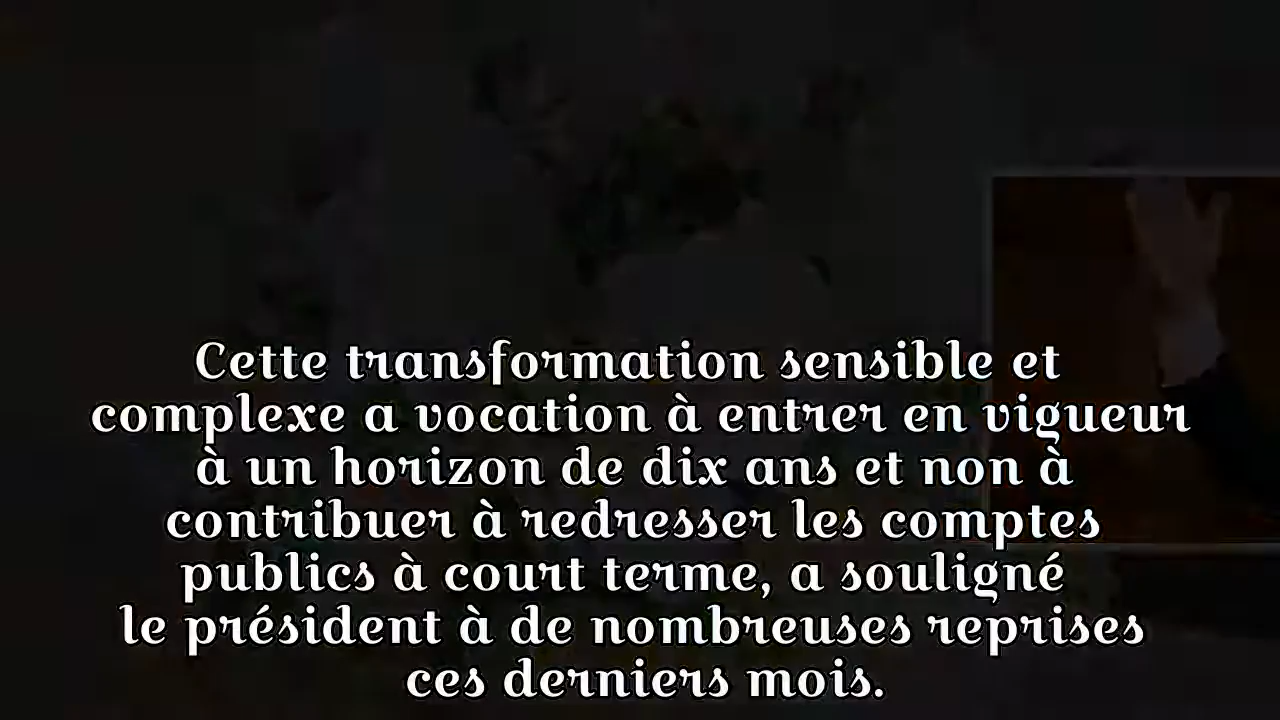 Cette transformation sensible et
complexe a vocation à entrer en vigueur
à un horizon de dix ans et non à
contribuer à redresser les comptes
publics à court terme, a souligné
le président à de nombreuses reprises
ces derniers mois.